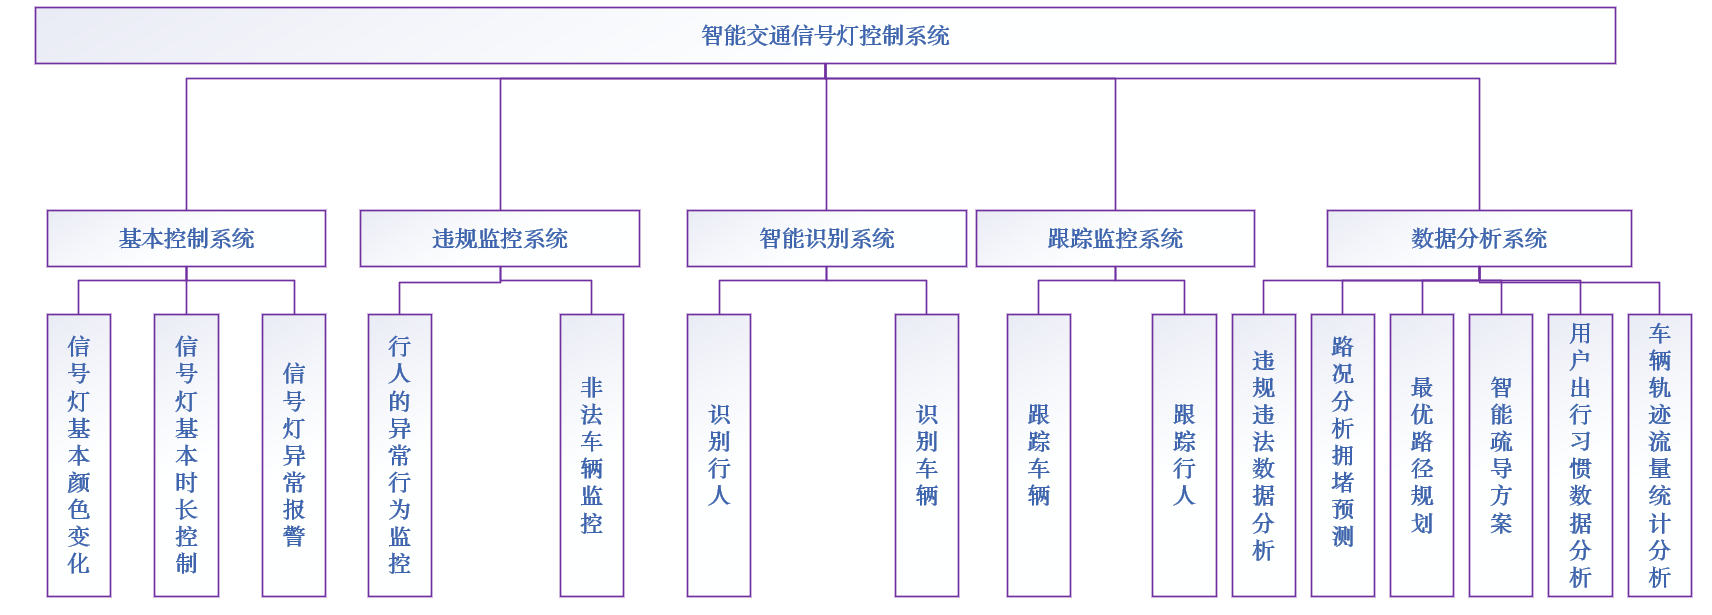 智能交通信号灯控制系统
基本控制系统
违规监控系统
智能识别系统
跟踪监控系统
数据分析系统
信号灯基本颜色变化
信号灯基本时长控制
信号灯异常报警
行人的异常行为监控
非法车辆监控
识别行人
识别车辆
跟踪车辆
跟踪行人
违规违法数据分析
路况分析拥堵预测
最优路径规划
智能疏导方案
用户出行习惯数据分析
车辆轨迹流量统计分析